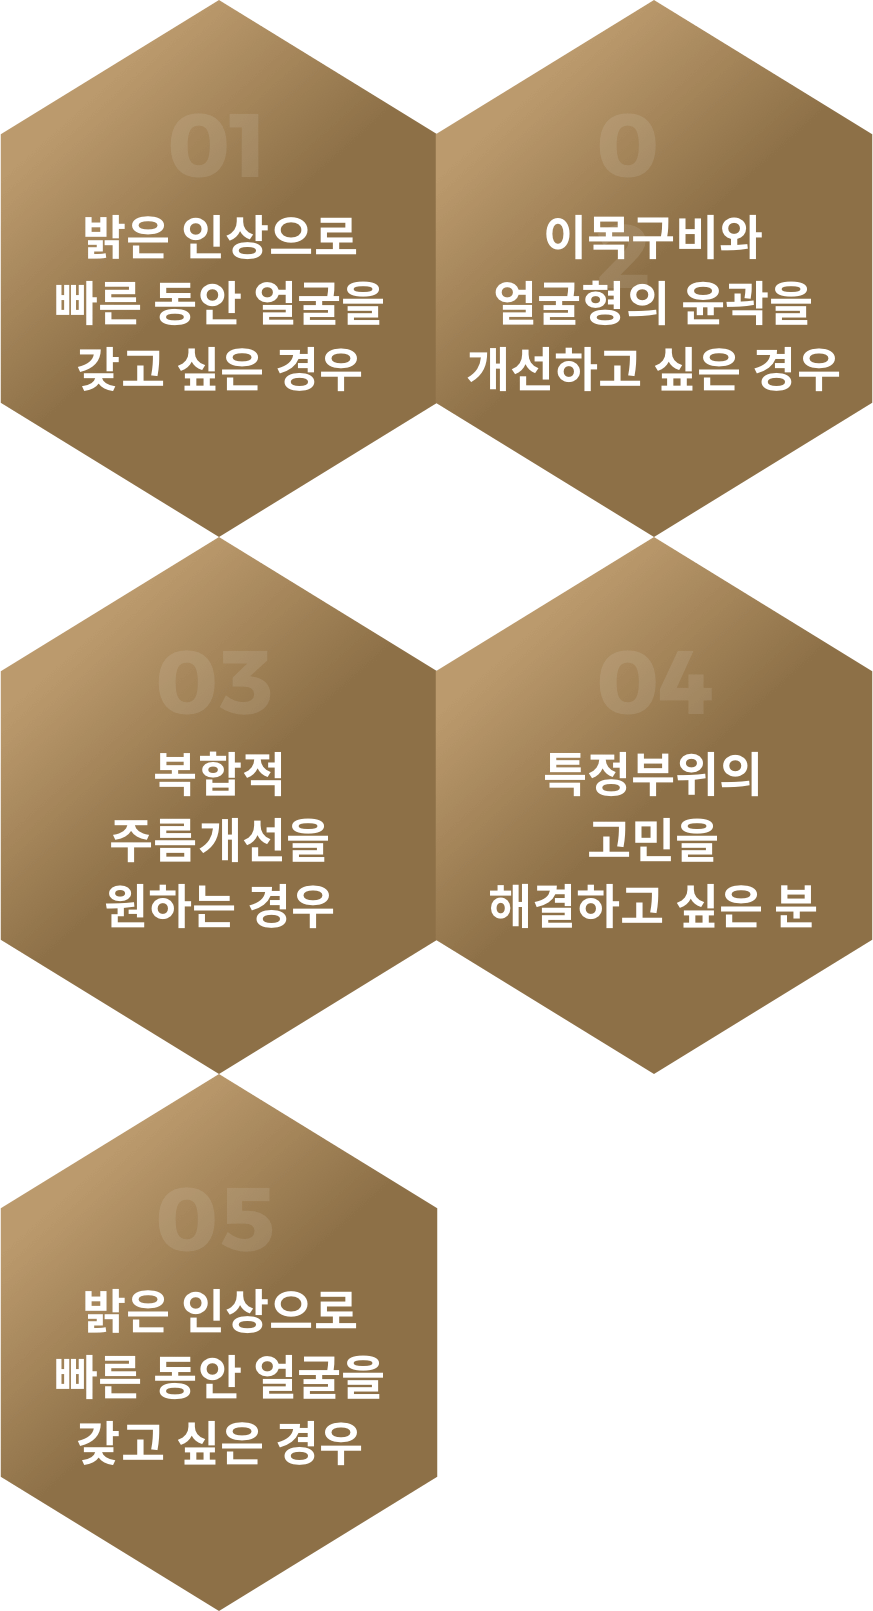 01
밝은 인상으로
빠른 동안 얼굴을
갖고 싶은 경우
0
2
이목구비와
얼굴형의 윤곽을
개선하고 싶은 경우
03
복합적
주름개선을
원하는 경우
04
특정부위의
고민을
해결하고 싶은 분
05
밝은 인상으로
빠른 동안 얼굴을
갖고 싶은 경우